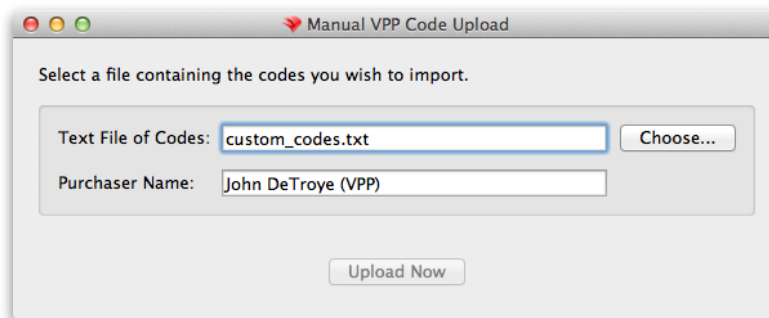 Manual VPP Code Upload
Select a file containing the codes you wish to import.
Text File of Codes: custom_codes.txt Choose...
Purchaser Name: John DeTroye (VPP)
Upload Now